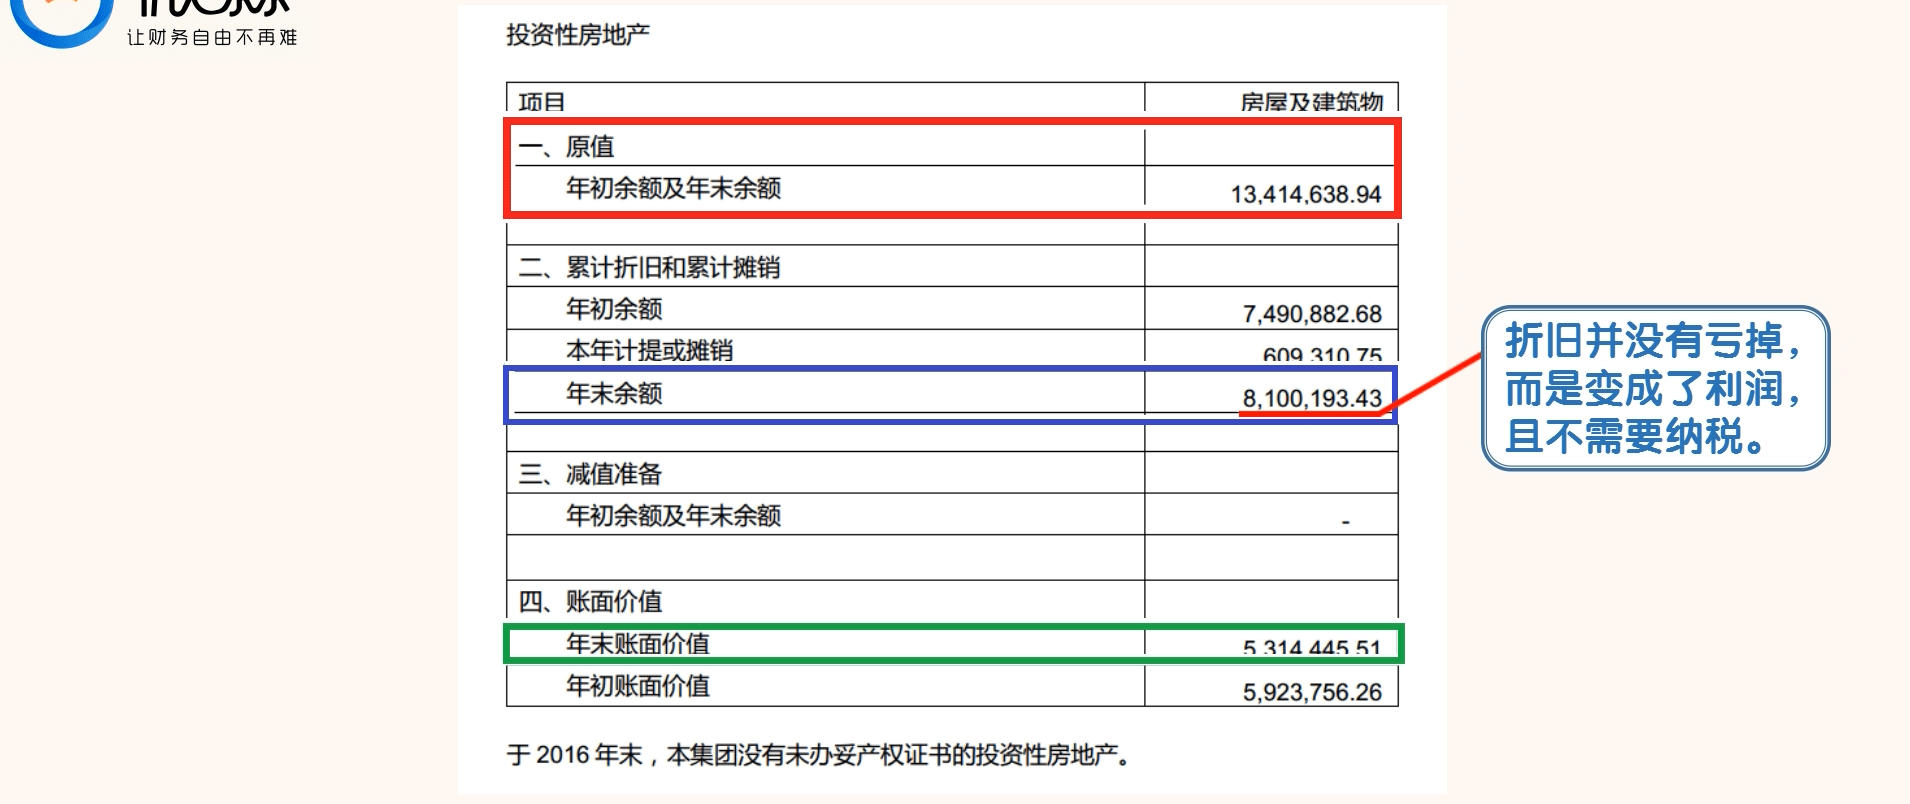 让财务自由不再难
投资性房地产
项目 房屋及建筑物
一、原值
年初余额及年末余额 13,414,638.94
二、累计折旧和累计摊销
年初余额 7,490,882.68
本年计提或摊销 609,310.75
年末余额 8,100,193.43
折旧并没有亏掉，
而是变成了利润，
且不需要纳税。
三、减值准备
年初余额及年末余额 -
四、账面价值
年末账面价值 5,314,445.51
年初账面价值 5,923,756.26
于 2016 年末，本集团没有未办妥产权证书的投资性房地产。